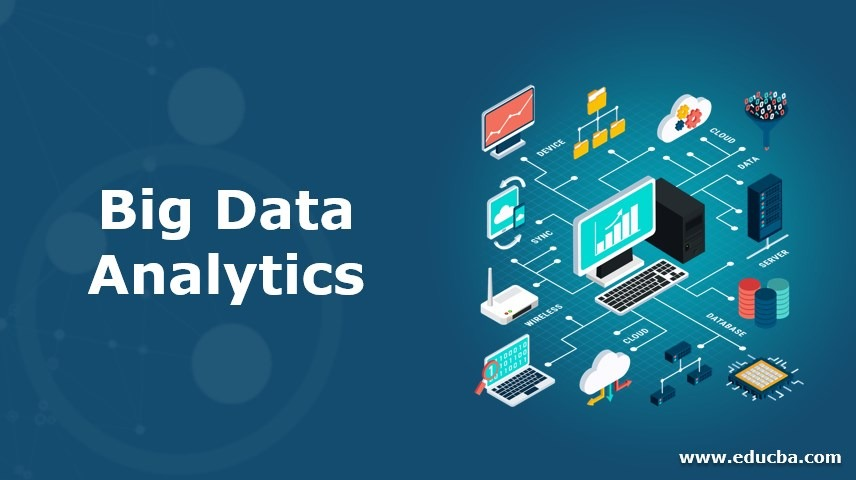 Big Data
Analytics
DEVICE
CLOUD
DATA
SYNC
SERVER
WIRELESS
CLOUD
DATABASE
www.educba.com